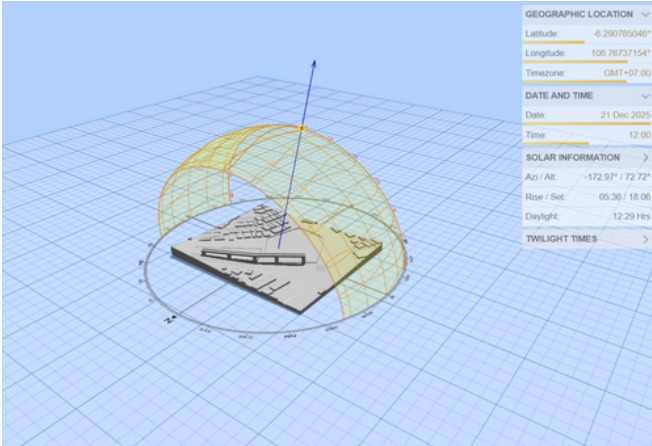 GEOGRAPHIC LOCATION
Latitude: -6.290785046°
Longitude: 106.76737154°
Timezone: GMT+07:00
DATE AND TIME
Date: 21 Dec 2025
Time: 12:00
SOLAR INFORMATION
Azi / Alt: -172.97° / 72.72°
Rise / Set: 05:36 / 18:06
Daylight: 12:29 Hrs
TWILIGHT TIMES
N